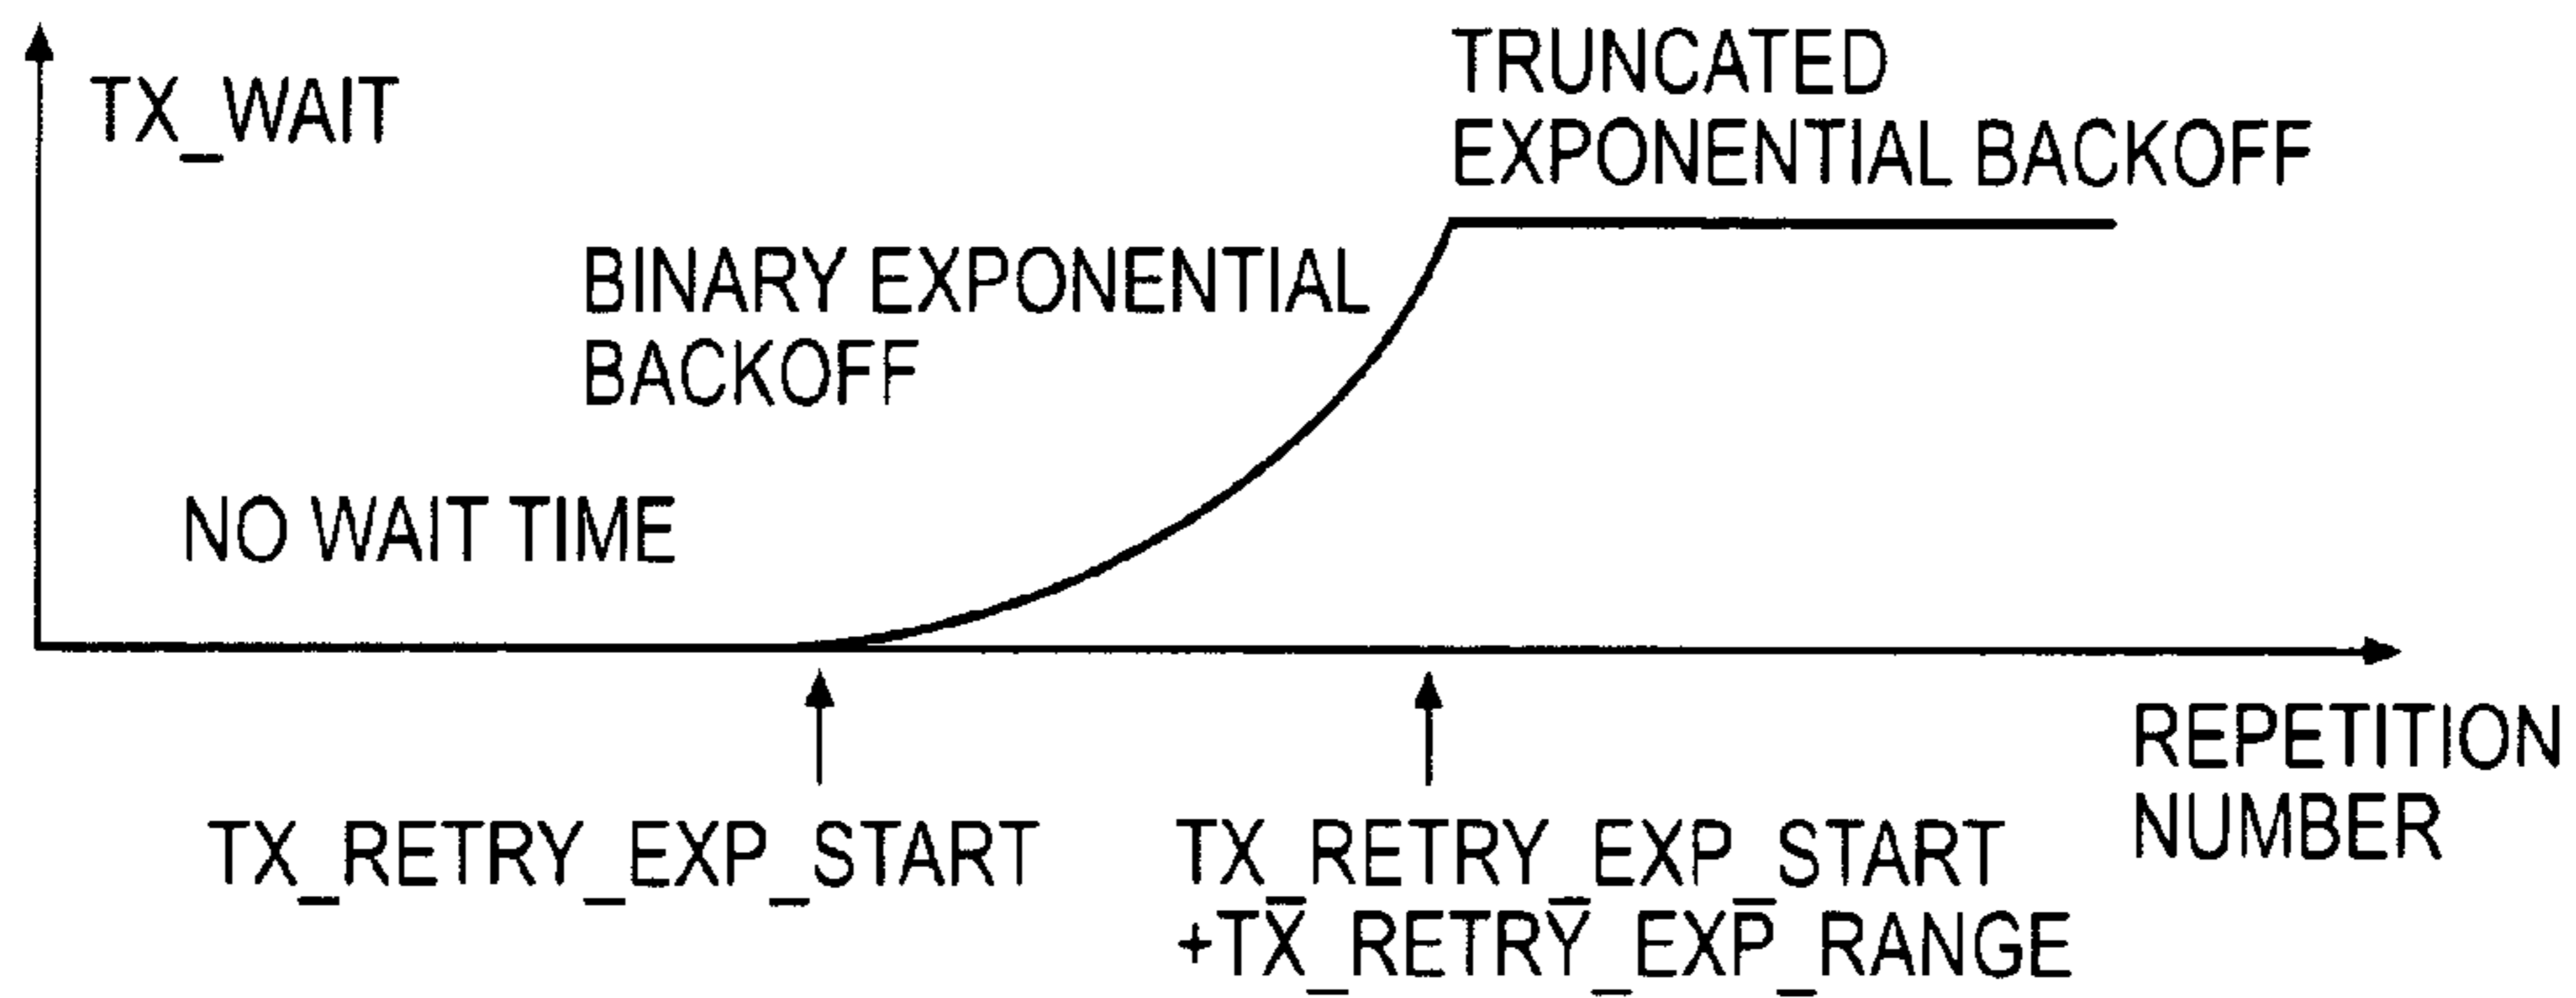 TX_WAIT
TRUNCATED
EXPONENTIAL BACKOFF
BINARY EXPONENTIAL
BACKOFF
NO WAIT TIME
TX_RETRY_EXP_START
TX_RETRY_EXP_START
+TX_RETRY_EXP_RANGE
REPETITION
NUMBER